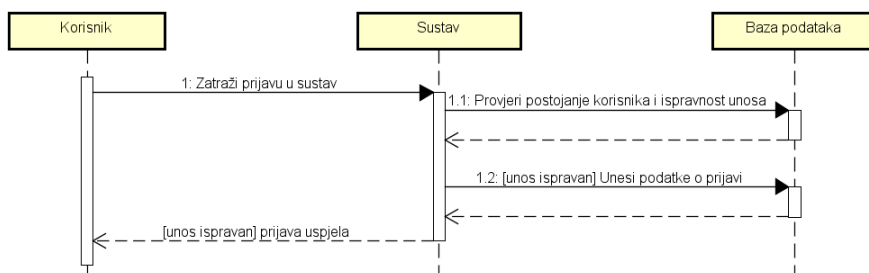 Korisnik
Sustav
Baza podataka
1: Zatraži prijavu u sustav
1.1: Provjeri postojanje korisnika i ispravnost unosa
1.2: [unos ispravan] Unesi podatke o prijavi
[unos ispravan] prijava uspjela